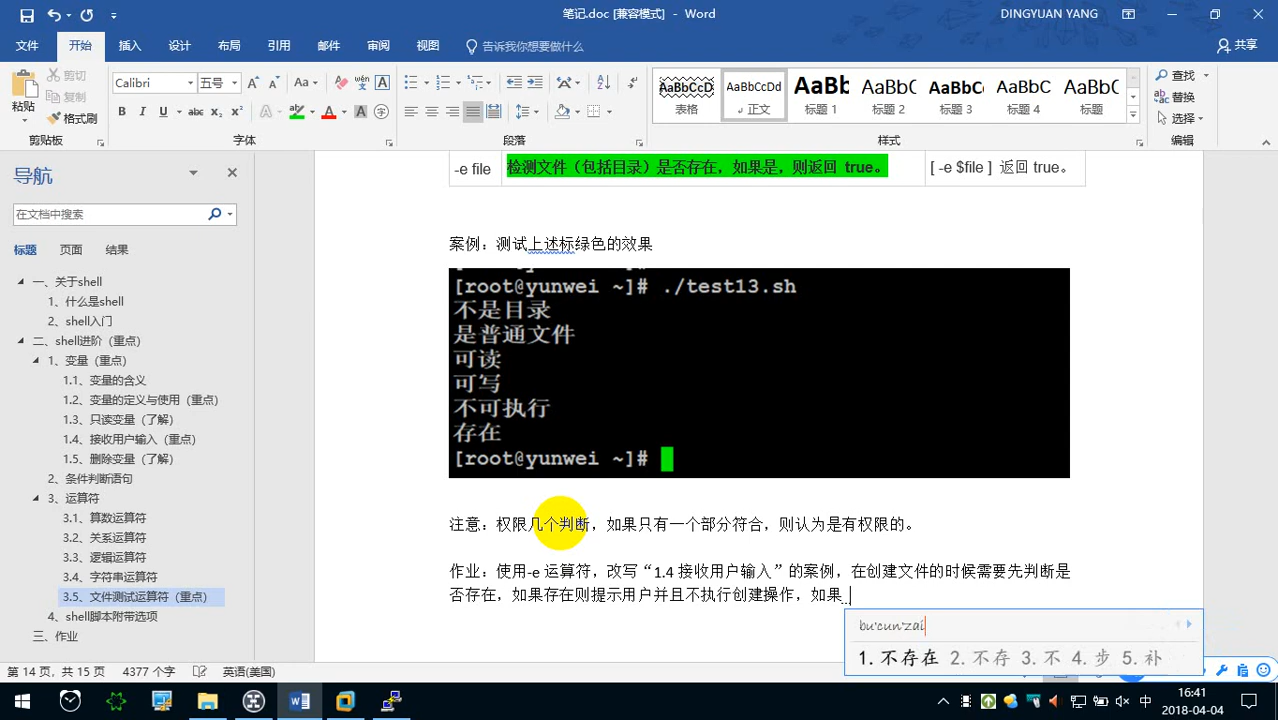 笔记.doc [兼容模式] - Word
DINGYUAN YANG
文件 开始 插入 设计 布局 引用 邮件 审阅 视图 告诉我你想要做什么 共享
粘贴 剪切 复制 格式刷
剪贴板
Calibri 五号
字体
段落
AaBbCcD AaBbCcDd AaBb AaBbC AaBbC AaBbC AaBbC
表格 正文 标题 1 标题 2 标题 3 标题 4 标题
样式
查找
替换
选择
编辑
导航
在文档中搜索
标题 页面 结果
一、关于shell
1、什么是shell
2、shell入门
二、shell进阶（重点）
1、变量（重点）
1.1、变量的含义
1.2、变量的定义与使用（重点）
1.3、只读变量（了解）
1.4、接收用户输入（重点）
1.5、删除变量（了解）
2、条件判断语句
3、运算符
3.1、算数运算符
3.2、关系运算符
3.3、逻辑运算符
3.4、字符串运算符
3.5、文件测试运算符（重点）
4、shell脚本附带选项
三、作业
-e file 检测文件（包括目录）是否存在，如果是，则返回 true。 [ -e $file ] 返回 true。
案例：测试上述标绿色的效果
[root@yunwei ~]# ./test13.sh
不是目录
是普通文件
可读
可写
不可执行
存在
[root@yunwei ~]#
注意：权限几个判断，如果只有一个部分符合，则认为是有权限的。
作业：使用-e 运算符，改写“1.4 接收用户输入”的案例，在创建文件的时候需要先判断是
否存在，如果存在则提示用户并且不执行创建操作，如果
bu'cun'zai
1.不存在 2.不存 3.不 4.步 5.补
第 14 页，共 15 页 4377 个字 英语(美国)
中 16:41
2018-04-04